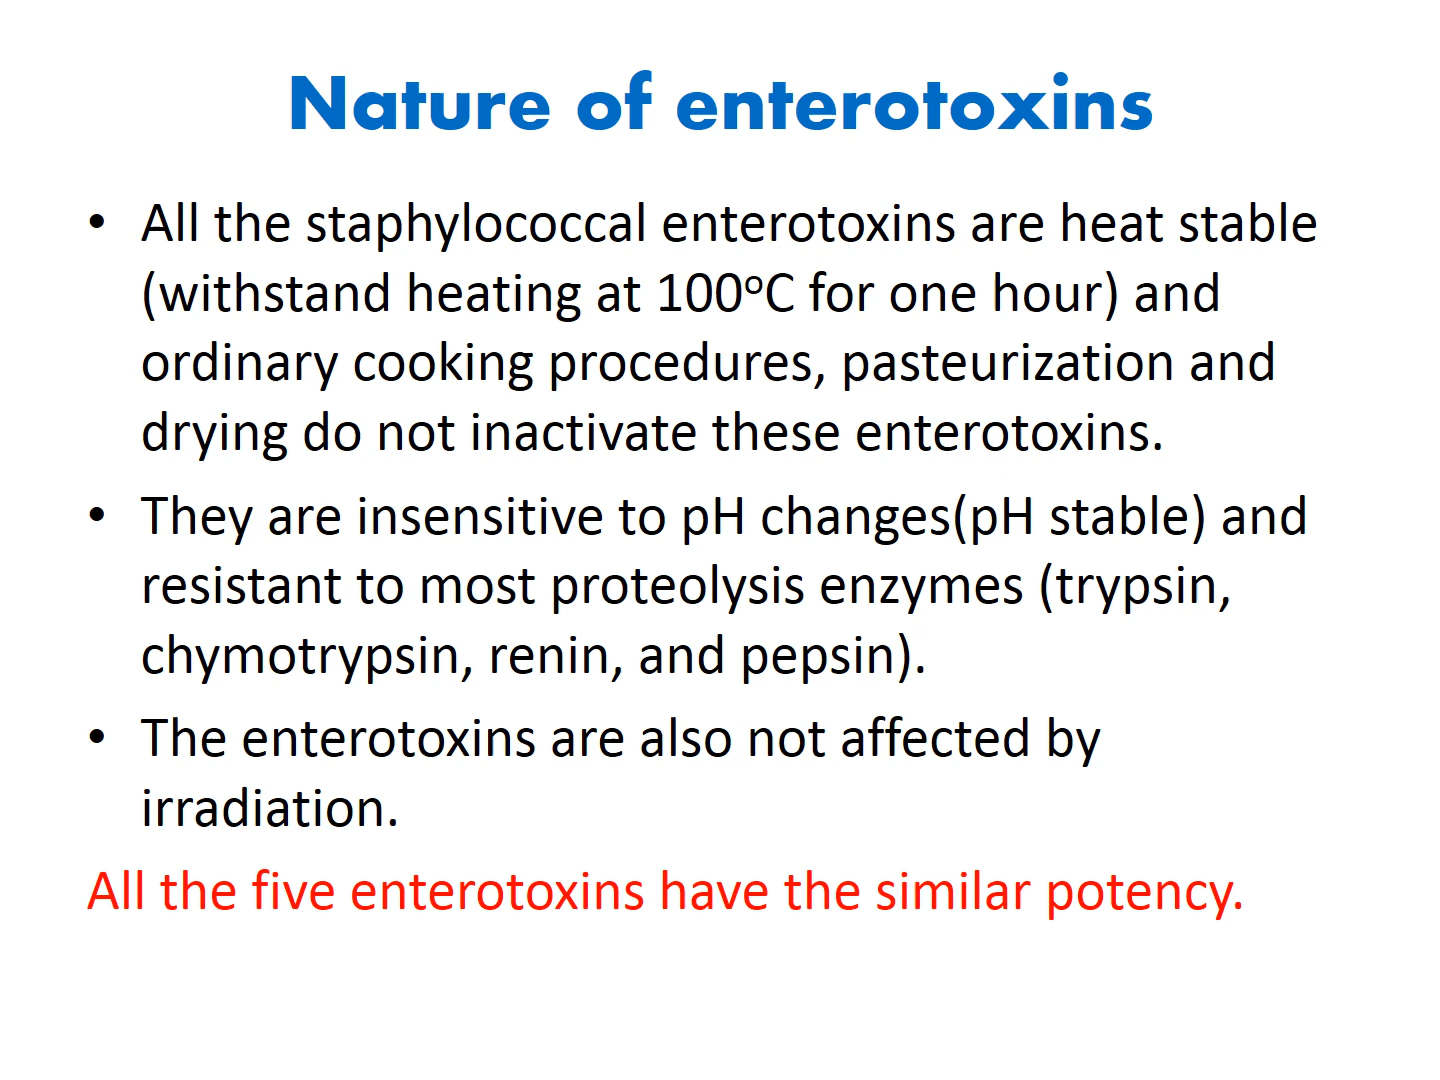 Nature of enterotoxins
• All the staphylococcal enterotoxins are heat stable
(withstand heating at 100ºC for one hour) and
ordinary cooking procedures, pasteurization and
drying do not inactivate these enterotoxins.
• They are insensitive to pH changes(pH stable) and
resistant to most proteolysis enzymes (trypsin,
chymotrypsin, renin, and pepsin).
• The enterotoxins are also not affected by
irradiation.
All the five enterotoxins have the similar potency.